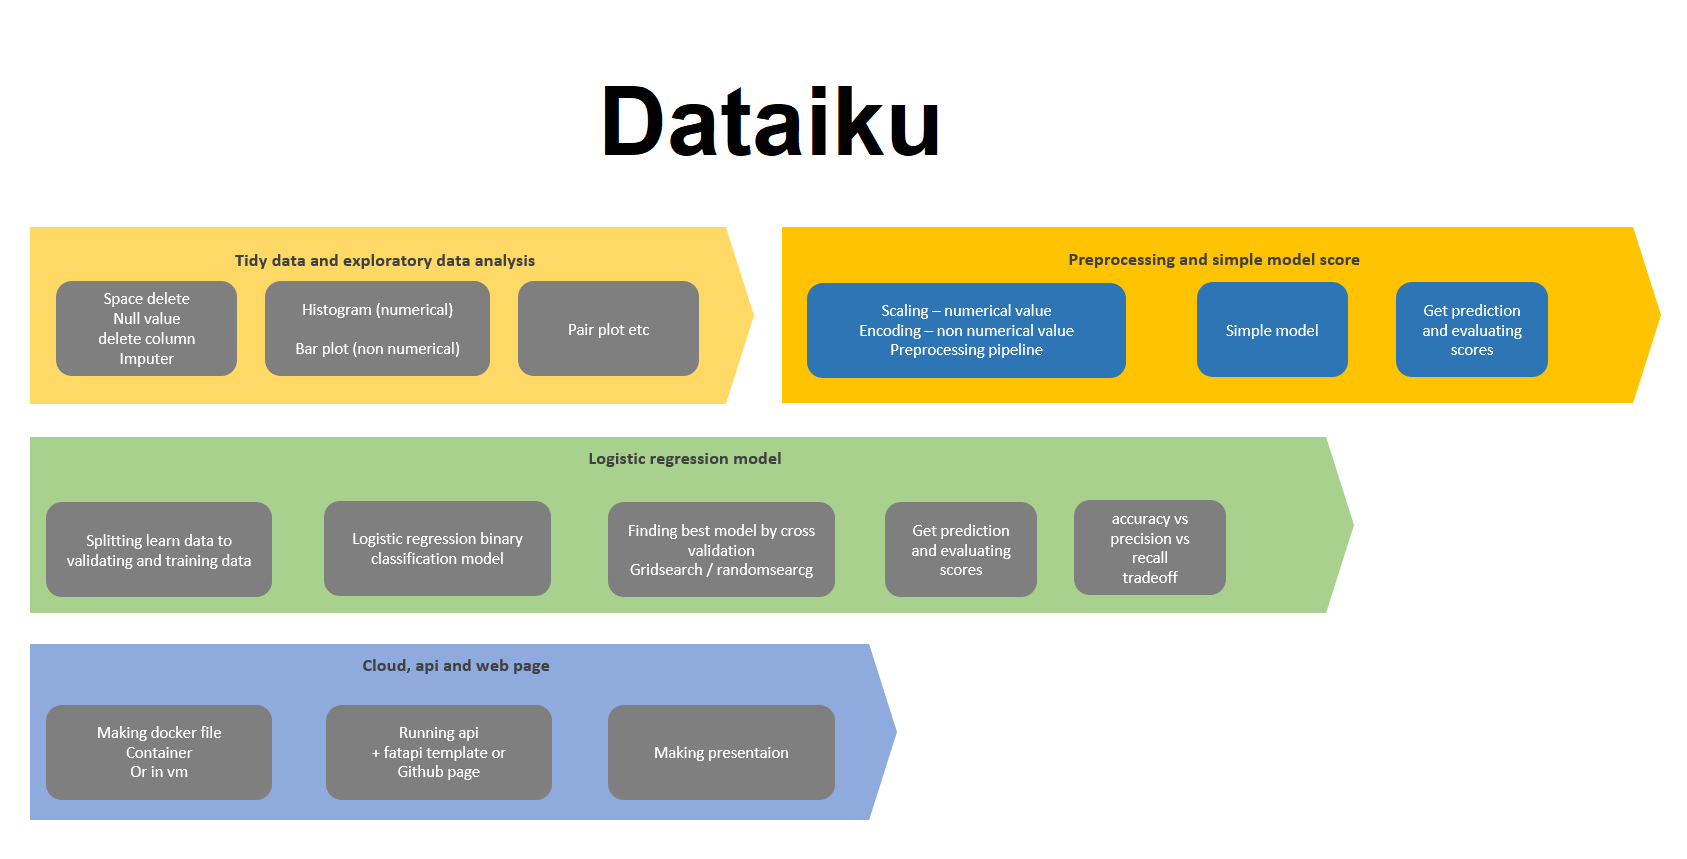 Dataiku
Tidy data and exploratory data analysis
Space delete
Null value
delete column
Imputer
Histogram (numerical)
Bar plot (non numerical)
Pair plot etc
Preprocessing and simple model score
Scaling – numerical value
Encoding – non numerical value
Preprocessing pipeline
Simple model
Get prediction
and evaluating
scores
Logistic regression model
Splitting learn data to
validating and training data
Logistic regression binary
classification model
Finding best model by cross
validation
Gridsearch / randomsearcg
Get prediction
and evaluating
scores
accuracy vs
precision vs
recall
tradeoff
Cloud, api and web page
Making docker file
Container
Or in vm
Running api
+ fatapi template or
Github page
Making presentaion